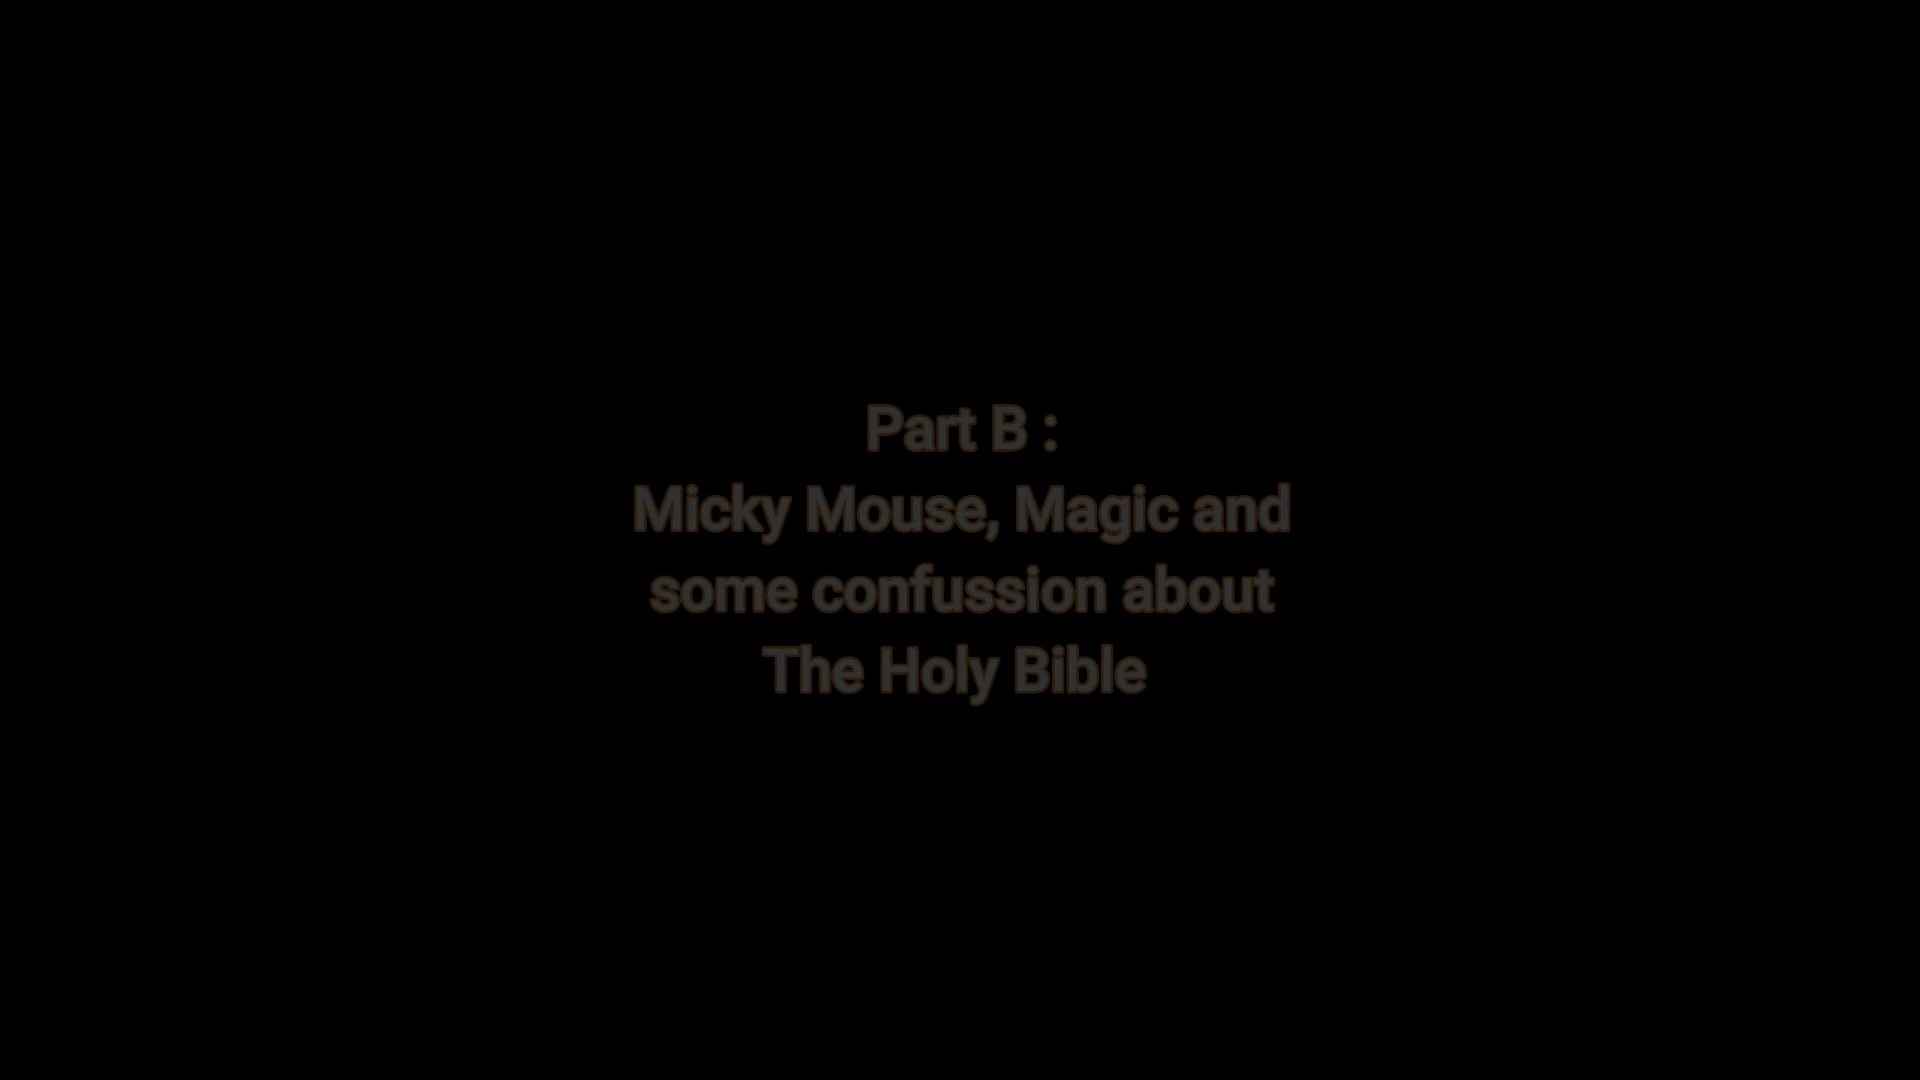 Part B :
Micky Mouse, Magic and
some confussion about
The Holy Bible